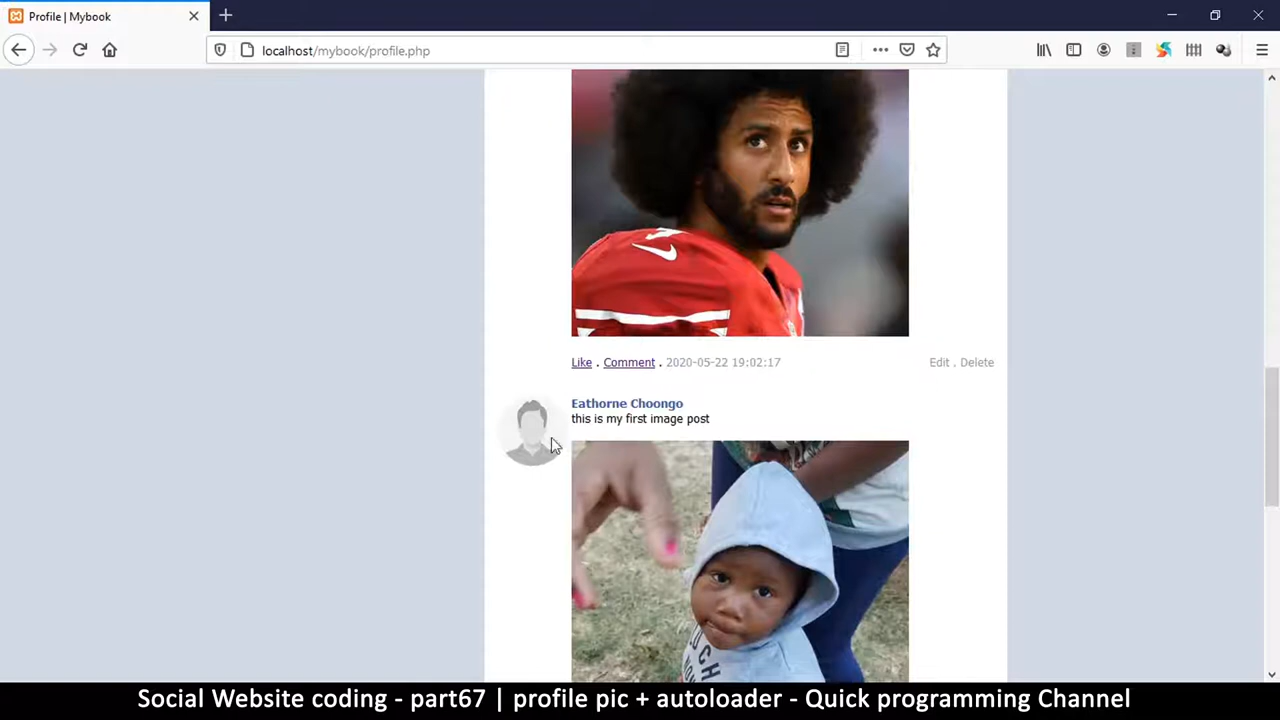 Profile | Mybook
localhost/mybook/profile.php
Like . Comment . 2020-05-22 19:02:17
Edit . Delete
Eathorne Choongo
this is my first image post
Social Website coding - part67 | profile pic + autoloader - Quick programming Channel